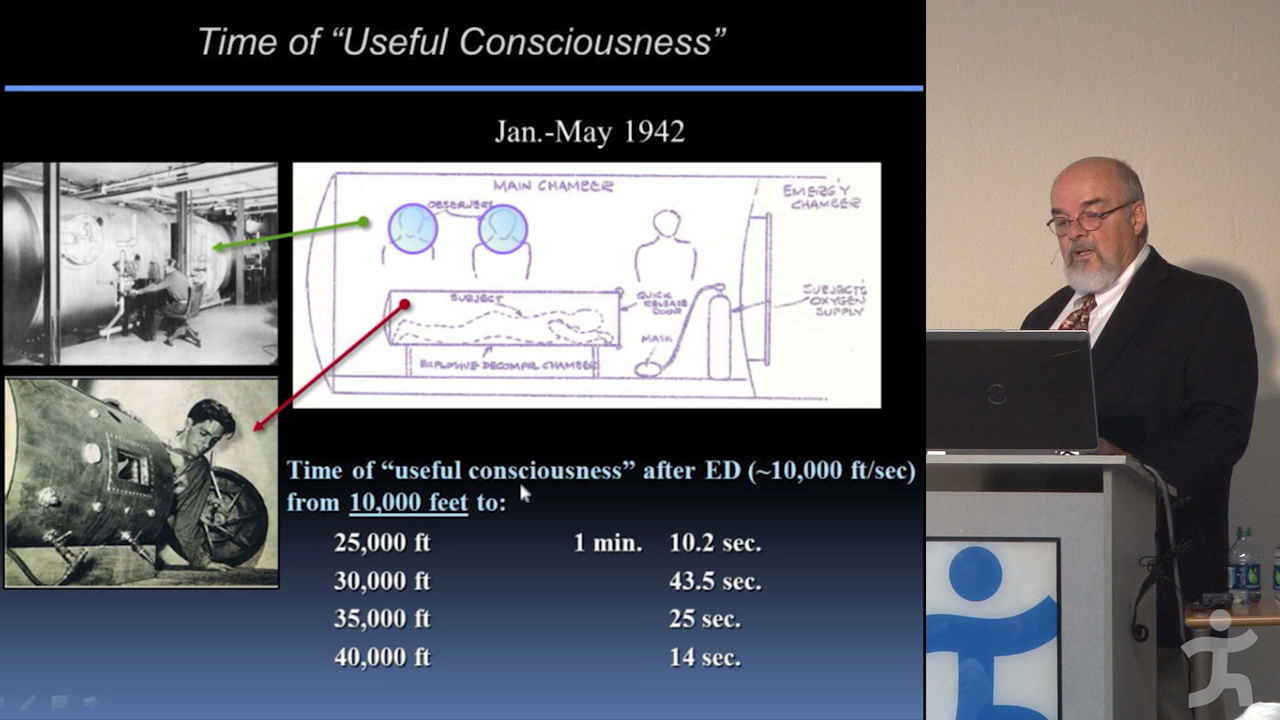 Time of “Useful Consciousness”
Jan.-May 1942
MAIN CHAMBER
EMERG'Y
CHAMBER
OBSERVERS
SUBJECT
QUICK
RELEASE
DOOR
SUBJECT'S
OXYGEN
SUPPLY
MASK
EXPLOSIVE DECOMPR. CHAMBER
Time of “useful consciousness” after ED (~10,000 ft/sec)
from 10,000 feet to:
25,000 ft 1 min. 10.2 sec.
30,000 ft 43.5 sec.
35,000 ft 25 sec.
40,000 ft 14 sec.